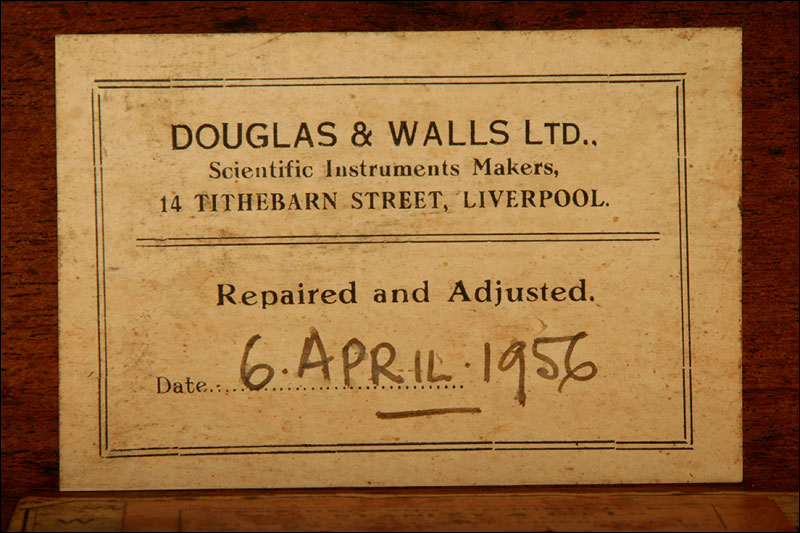 DOUGLAS & WALLS LTD.,
Scientific Instruments Makers,
14 TITHEBARN STREET, LIVERPOOL.
Repaired and Adjusted.
Date 6. APRIL. 1956